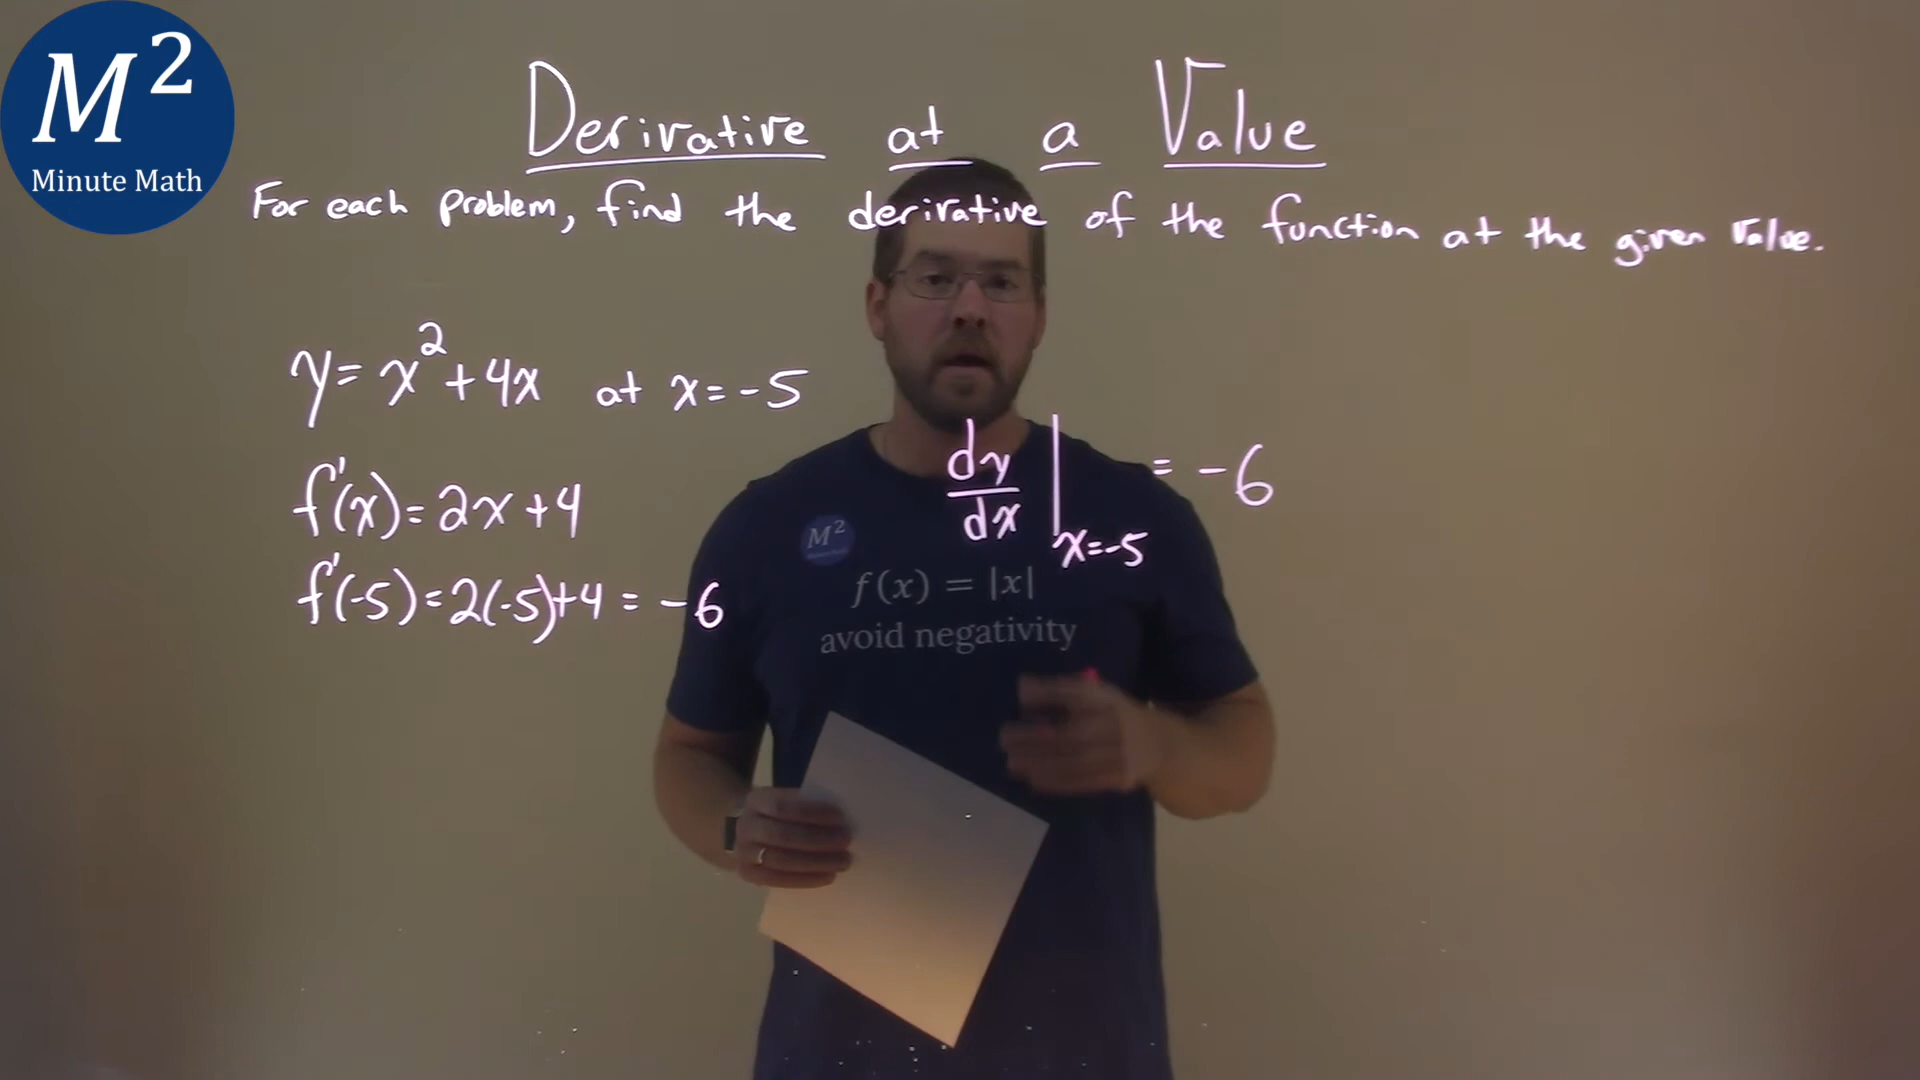 M²
Minute Math
Derivative at a Value
For each problem, find the derivative of the function at the given value.
y = x² + 4x at x = -5
f'(x) = 2x + 4
f'(-5) = 2(-5) + 4 = -6
dy/dx | x = -5 = -6
M²
f(x) = |x|
avoid negativity